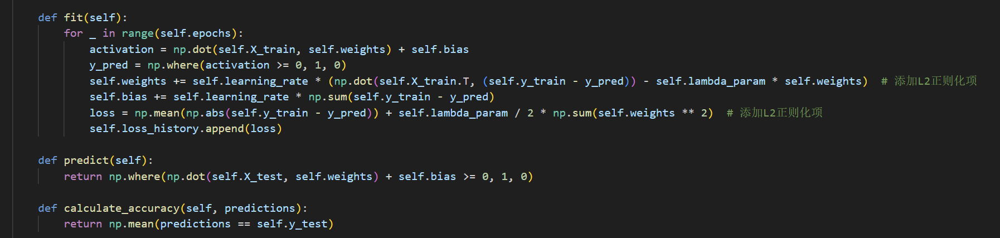 def fit(self):
for _ in range(self.epochs):
activation = np.dot(self.X_train, self.weights) + self.bias
y_pred = np.where(activation >= 0, 1, 0)
self.weights += self.learning_rate * (np.dot(self.X_train.T, (self.y_train - y_pred)) - self.lambda_param * self.weights)  # 添加L2正则化项
self.bias += self.learning_rate * np.sum(self.y_train - y_pred)
loss = np.mean(np.abs(self.y_train - y_pred)) + self.lambda_param / 2 * np.sum(self.weights ** 2)  # 添加L2正则化项
self.loss_history.append(loss)
def predict(self):
return np.where(np.dot(self.X_test, self.weights) + self.bias >= 0, 1, 0)
def calculate_accuracy(self, predictions):
return np.mean(predictions == self.y_test)